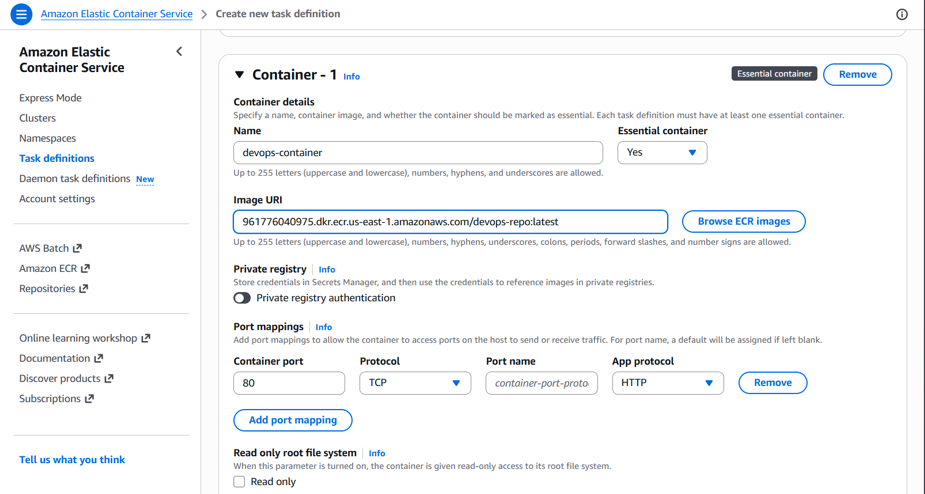 Amazon Elastic Container Service > Create new task definition
Amazon Elastic
Container Service
Express Mode
Clusters
Namespaces
Task definitions
Daemon task definitions New
Account settings
AWS Batch
Amazon ECR
Repositories
Online learning workshop
Documentation
Discover products
Subscriptions
Tell us what you think
Container - 1 Info
Essential container
Remove
Container details
Specify a name, container image, and whether the container should be marked as essential. Each task definition must have at least one essential container.
Name
Essential container
devops-container
Yes
Up to 255 letters (uppercase and lowercase), numbers, hyphens, and underscores are allowed.
Image URI
961776040975.dkr.ecr.us-east-1.amazonaws.com/devops-repo:latest
Browse ECR images
Up to 255 letters (uppercase and lowercase), numbers, hyphens, underscores, colons, periods, forward slashes, and number signs are allowed.
Private registry Info
Store credentials in Secrets Manager, and then use the credentials to reference images in private registries.
Private registry authentication
Port mappings Info
Add port mappings to allow the container to access ports on the host to send or receive traffic. For port name, a default will be assigned if left blank.
Container port Protocol Port name App protocol
80 TCP container-port-proto HTTP Remove
Add port mapping
Read only root file system Info
When this parameter is turned on, the container is given read-only access to its root file system.
Read only